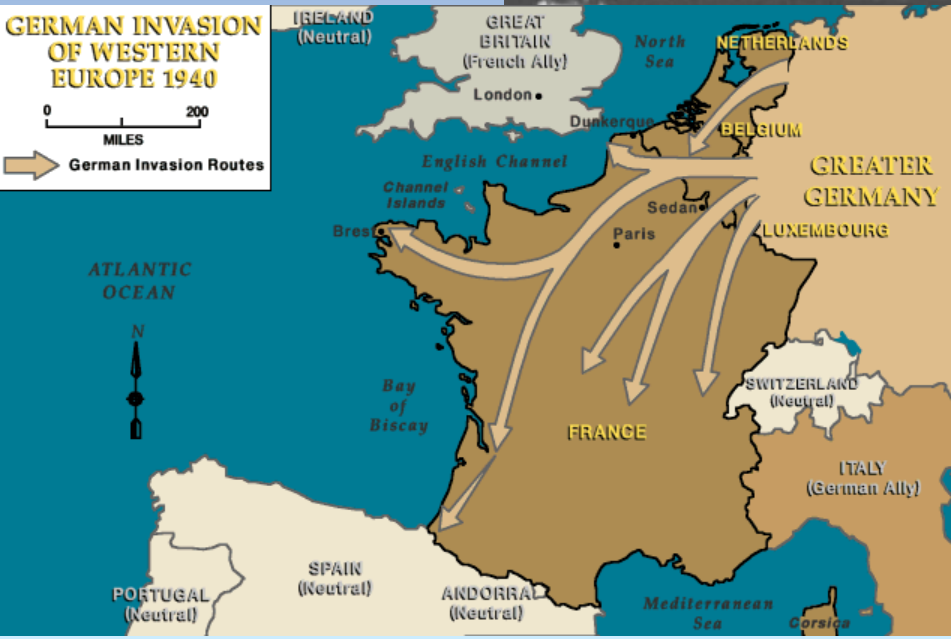 GERMAN INVASION
OF WESTERN
EUROPE 1940
0 200
MILES
German Invasion Routes
IRELAND
(Neutral)
GREAT
BRITAIN
(French Ally)
London
North
Sea
NETHERLANDS
Dunkerque
BELGIUM
English Channel
GREATER
GERMANY
Channel
Islands
Sedan
LUXEMBOURG
Brest
Paris
ATLANTIC
OCEAN
N
Bay
of
Biscay
SWITZERLAND
(Neutral)
FRANCE
ITALY
(German Ally)
SPAIN
(Neutral)
PORTUGAL
(Neutral)
ANDORRA
(Neutral)
Mediterranean
Sea
Corsica